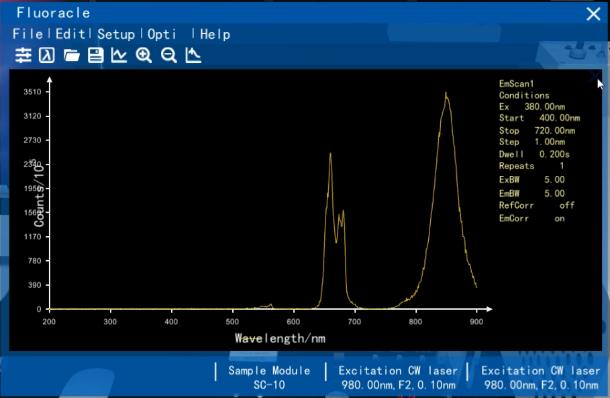 Fluoracle
File|Edit|Setup|Opti |Help
EmScan1
Conditions
Ex 380.00nm
Start 400.00nm
Stop 720.00nm
Step 1.00nm
Dwell 0.200s
Repeats 1
ExBW 5.00
EmBW 5.00
RefCorr off
EmCorr on
3510
3120
2730
2340
1950
1560
1170
780
390
0
Counts/10
200 300 400 500 600 700 800 900
Wavelength/nm
Sample Module
SC-10
Excitation CW laser
980.00nm,F2,0.10nm
Excitation CW laser
980.00nm,F2,0.10nm